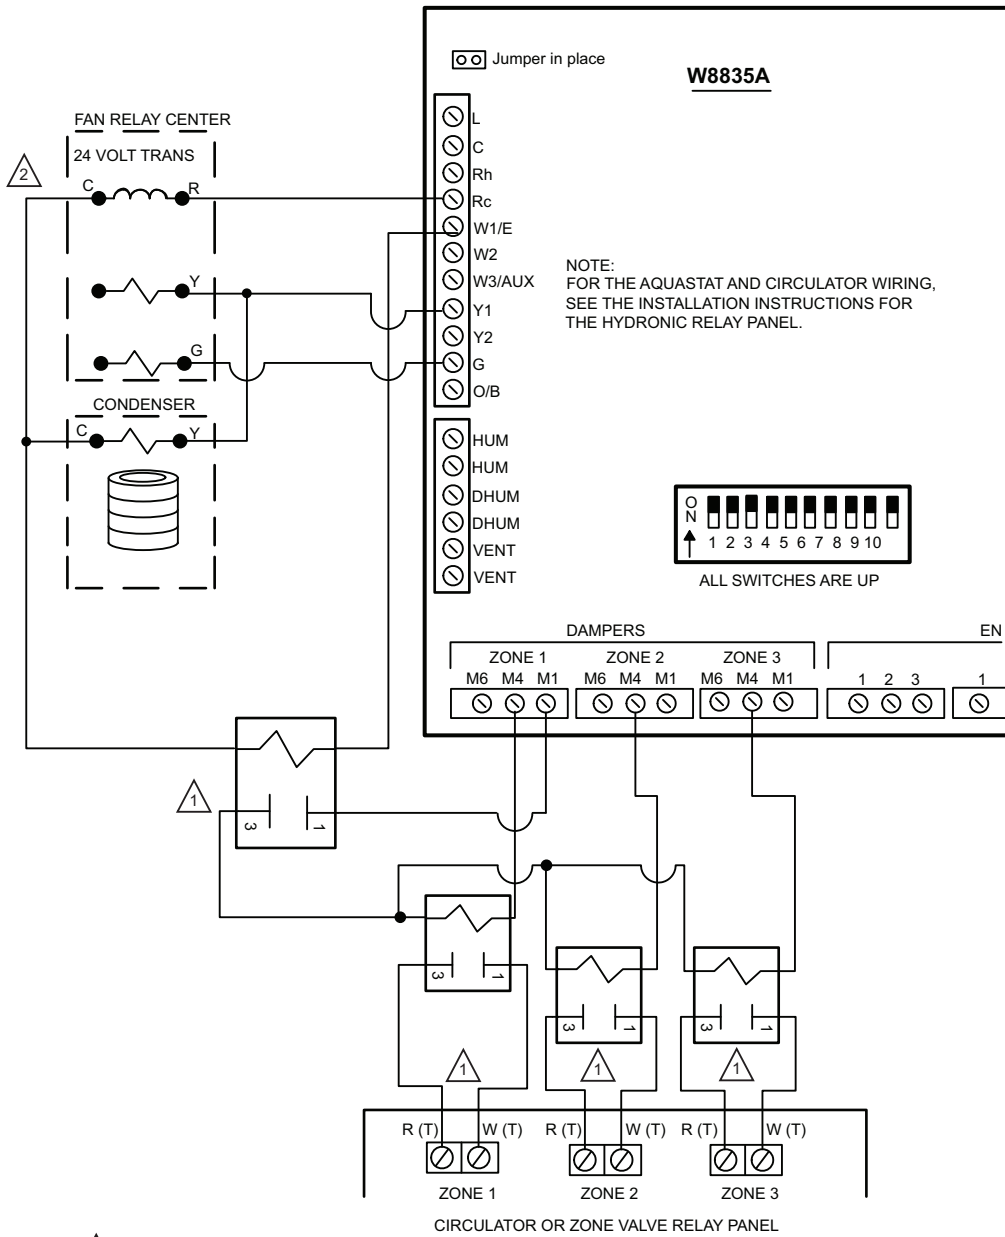 Jumper in place
W8835A
L
C
Rh
Rc
W1/E
W2
W3/AUX
Y1
Y2
G
O/B
FAN RELAY CENTER
24 VOLT TRANS
2
C R
Y
G
CONDENSER
C Y
NOTE:
FOR THE AQUASTAT AND CIRCULATOR WIRING,
SEE THE INSTALLATION INSTRUCTIONS FOR
THE HYDRONIC RELAY PANEL.
HUM
HUM
DHUM
DHUM
VENT
VENT
ON
1 2 3 4 5 6 7 8 9 10
ALL SWITCHES ARE UP
DAMPERS EN
ZONE 1 ZONE 2 ZONE 3
M6 M4 M1 M6 M4 M1 M6 M4 M1 1 2 3 1
1
3 1
3 1
3 1
3 1
1 1 1
R (T) W (T) R (T) W (T) R (T) W (T)
ZONE 1 ZONE 2 ZONE 3
CIRCULATOR OR ZONE VALVE RELAY PANEL